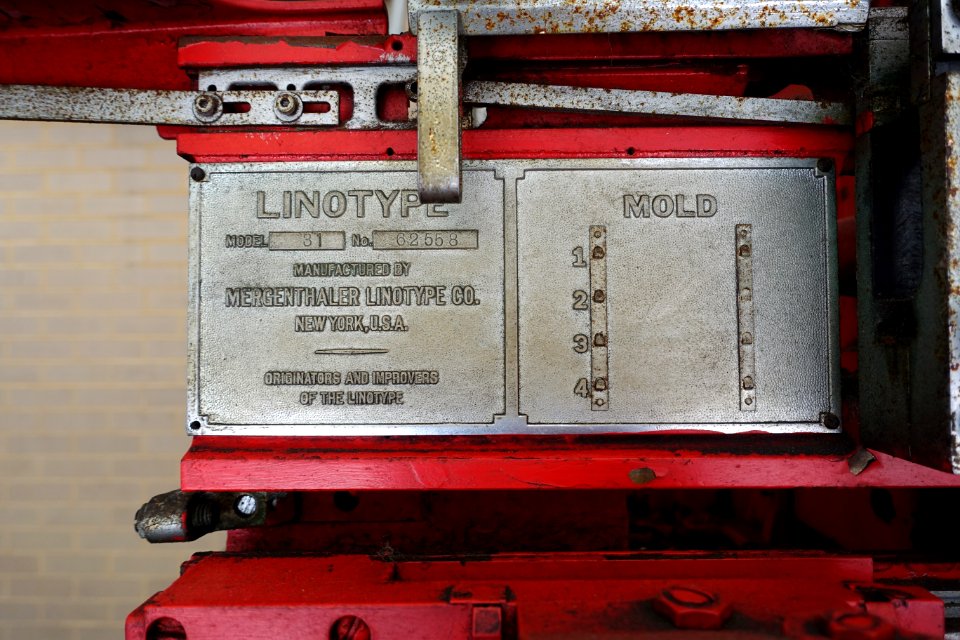 LINOTYPE
MODEL 31 No. 62558
MANUFACTURED BY
MERGENTHALER LINOTYPE CO.
NEW YORK, U.S.A.
ORIGINATORS AND IMPROVERS
OF THE LINOTYPE
MOLD
1
2
3
4